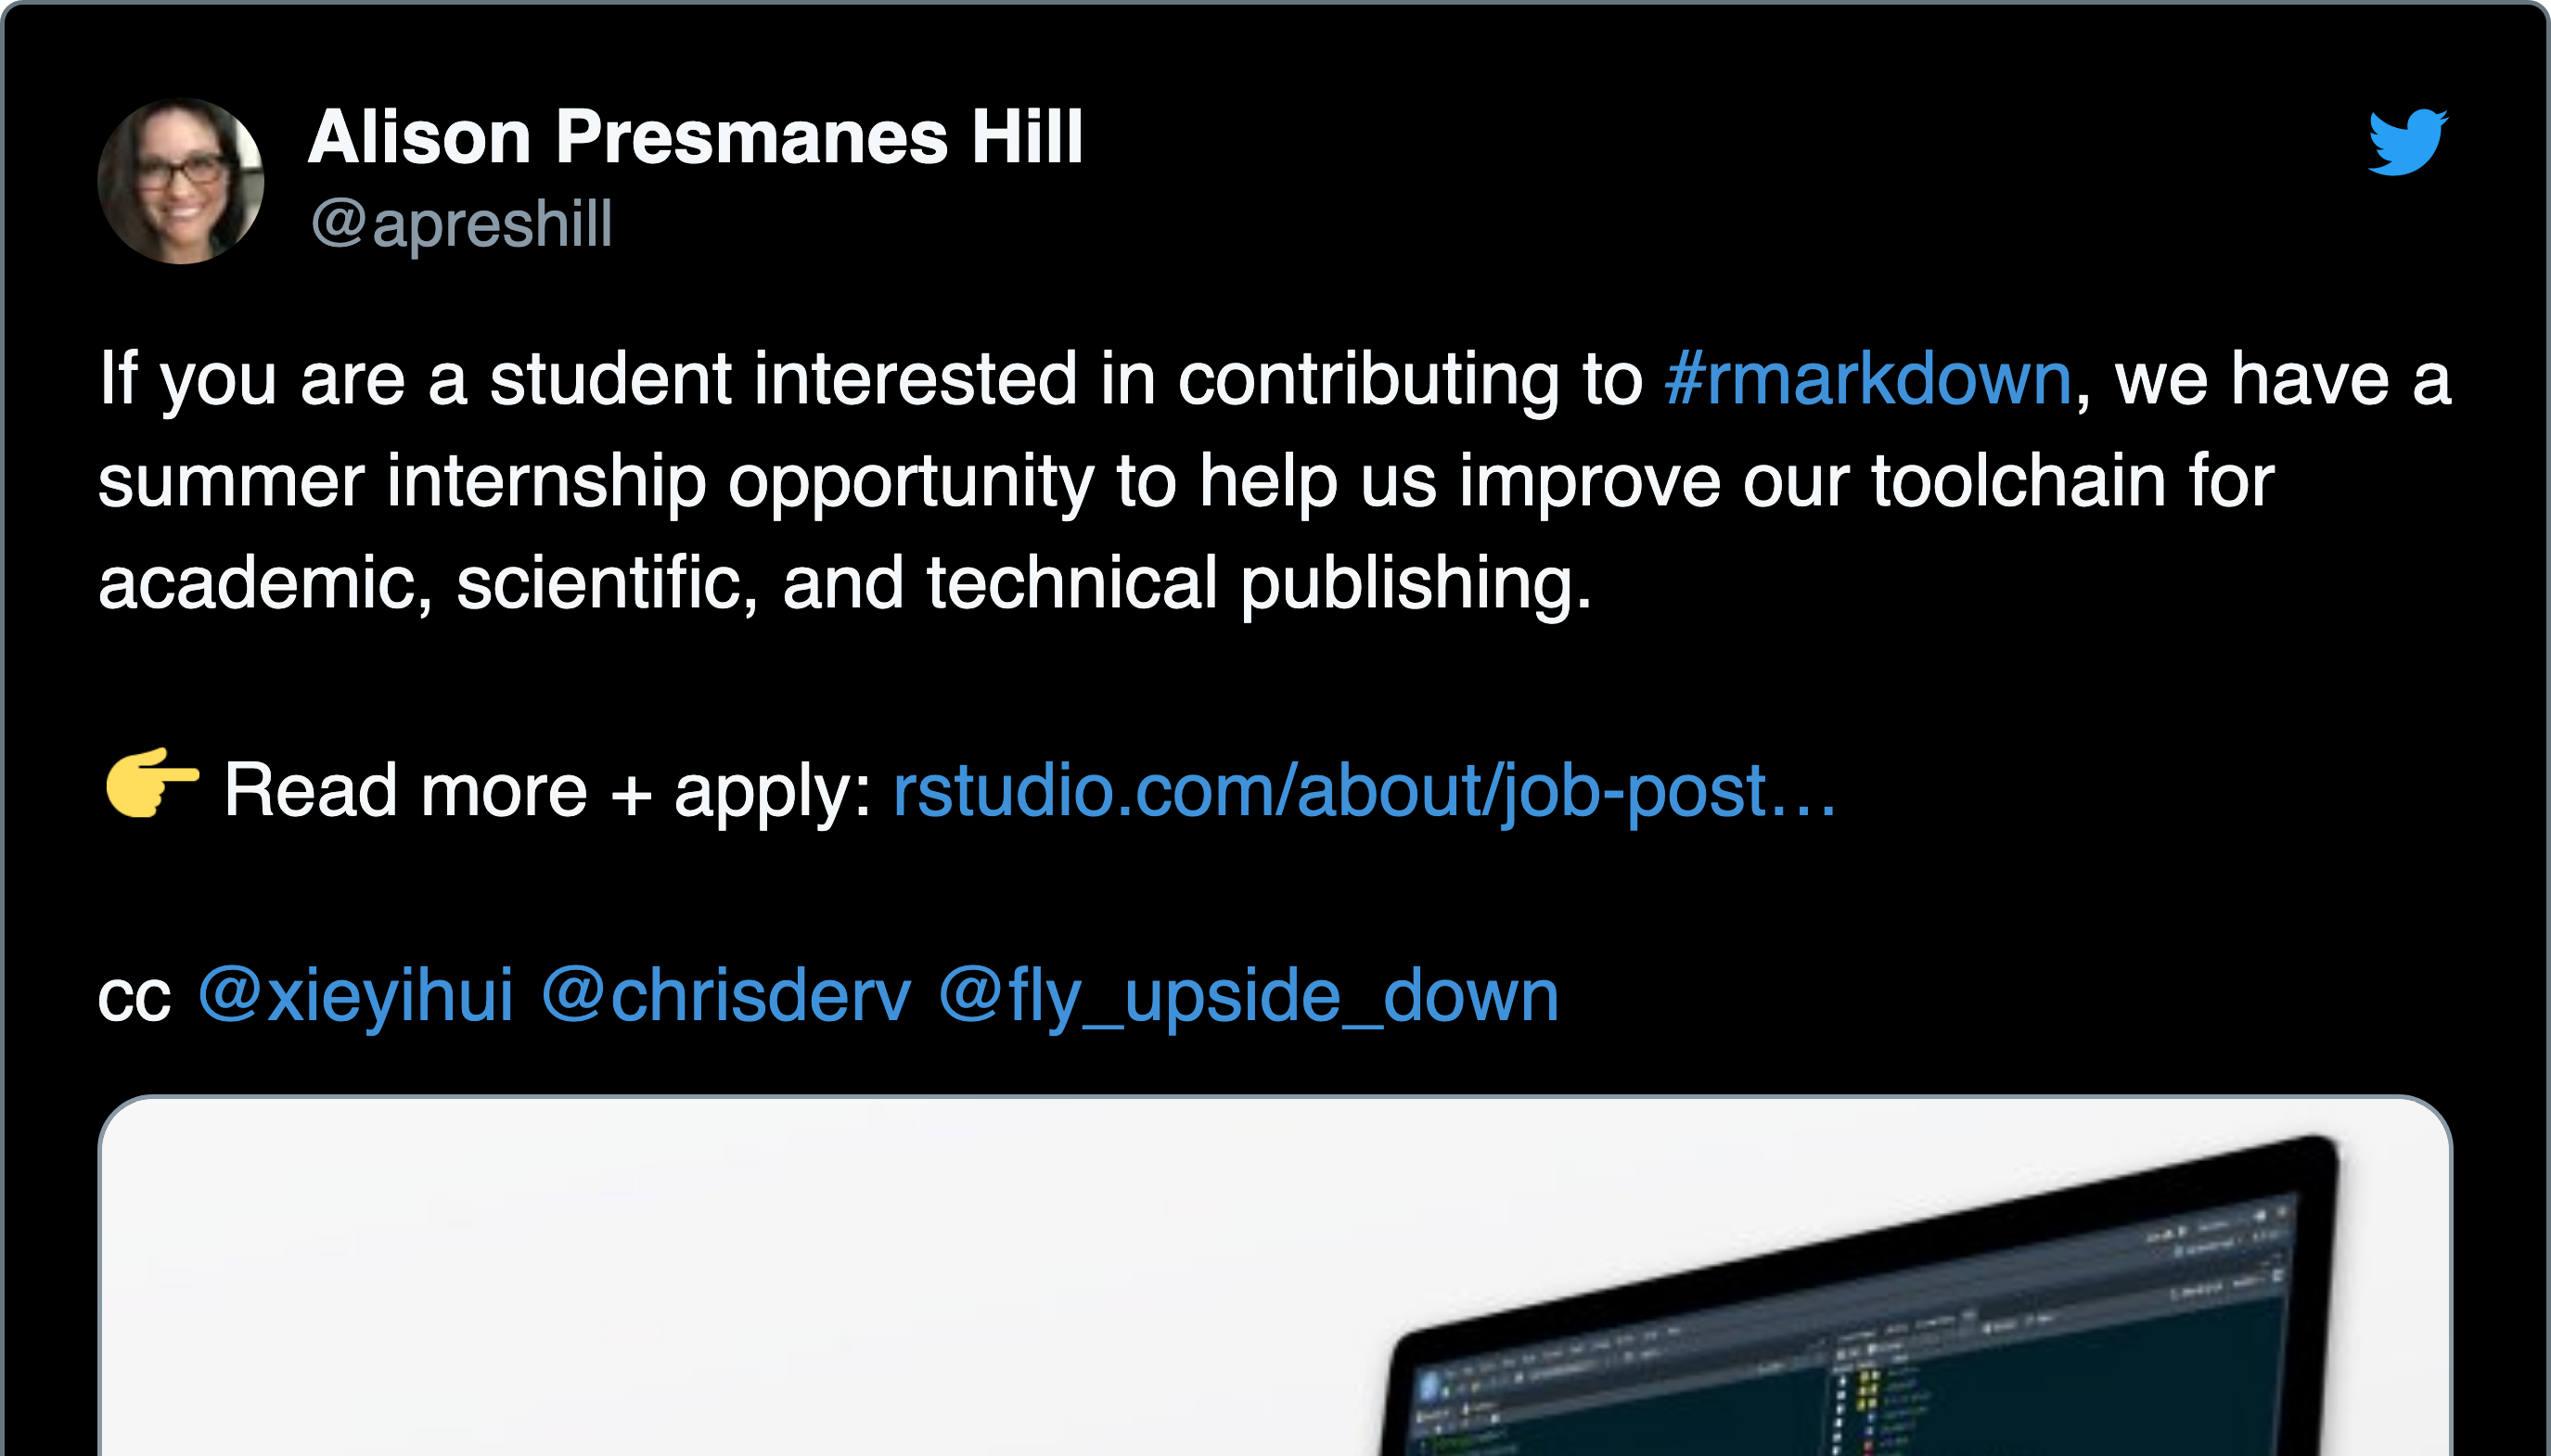 Alison Presmanes Hill
@apreshill
If you are a student interested in contributing to #rmarkdown, we have a
summer internship opportunity to help us improve our toolchain for
academic, scientific, and technical publishing.
👉 Read more + apply: rstudio.com/about/job-post…
cc @xieyihui @chrisderv @fly_upside_down